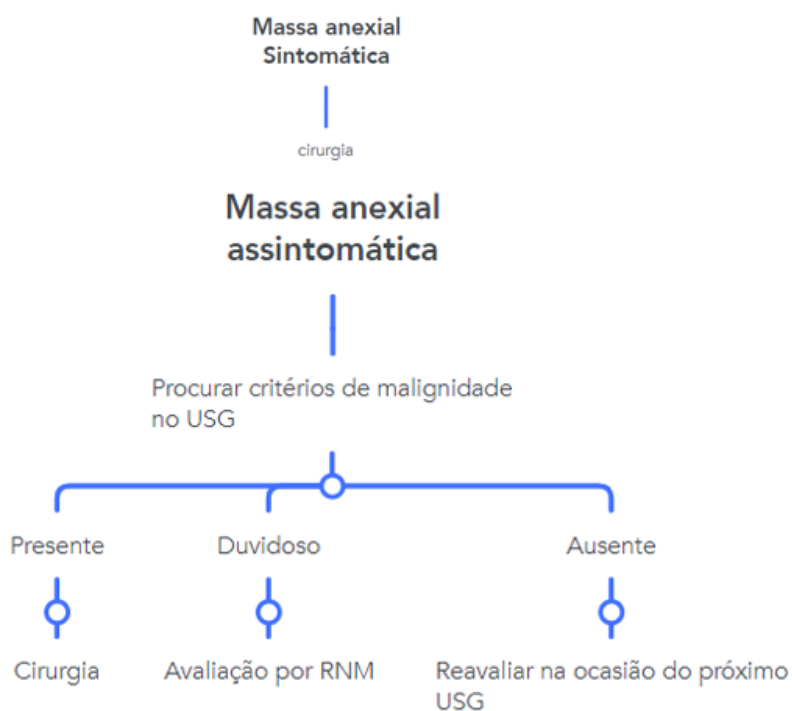 Massa anexial
Sintomática
cirurgia
Massa anexial
assintomática
Procurar critérios de malignidade
no USG
Presente
Duvidoso
Ausente
Cirurgia
Avaliação por RNM
Reavaliar na ocasião do próximo
USG